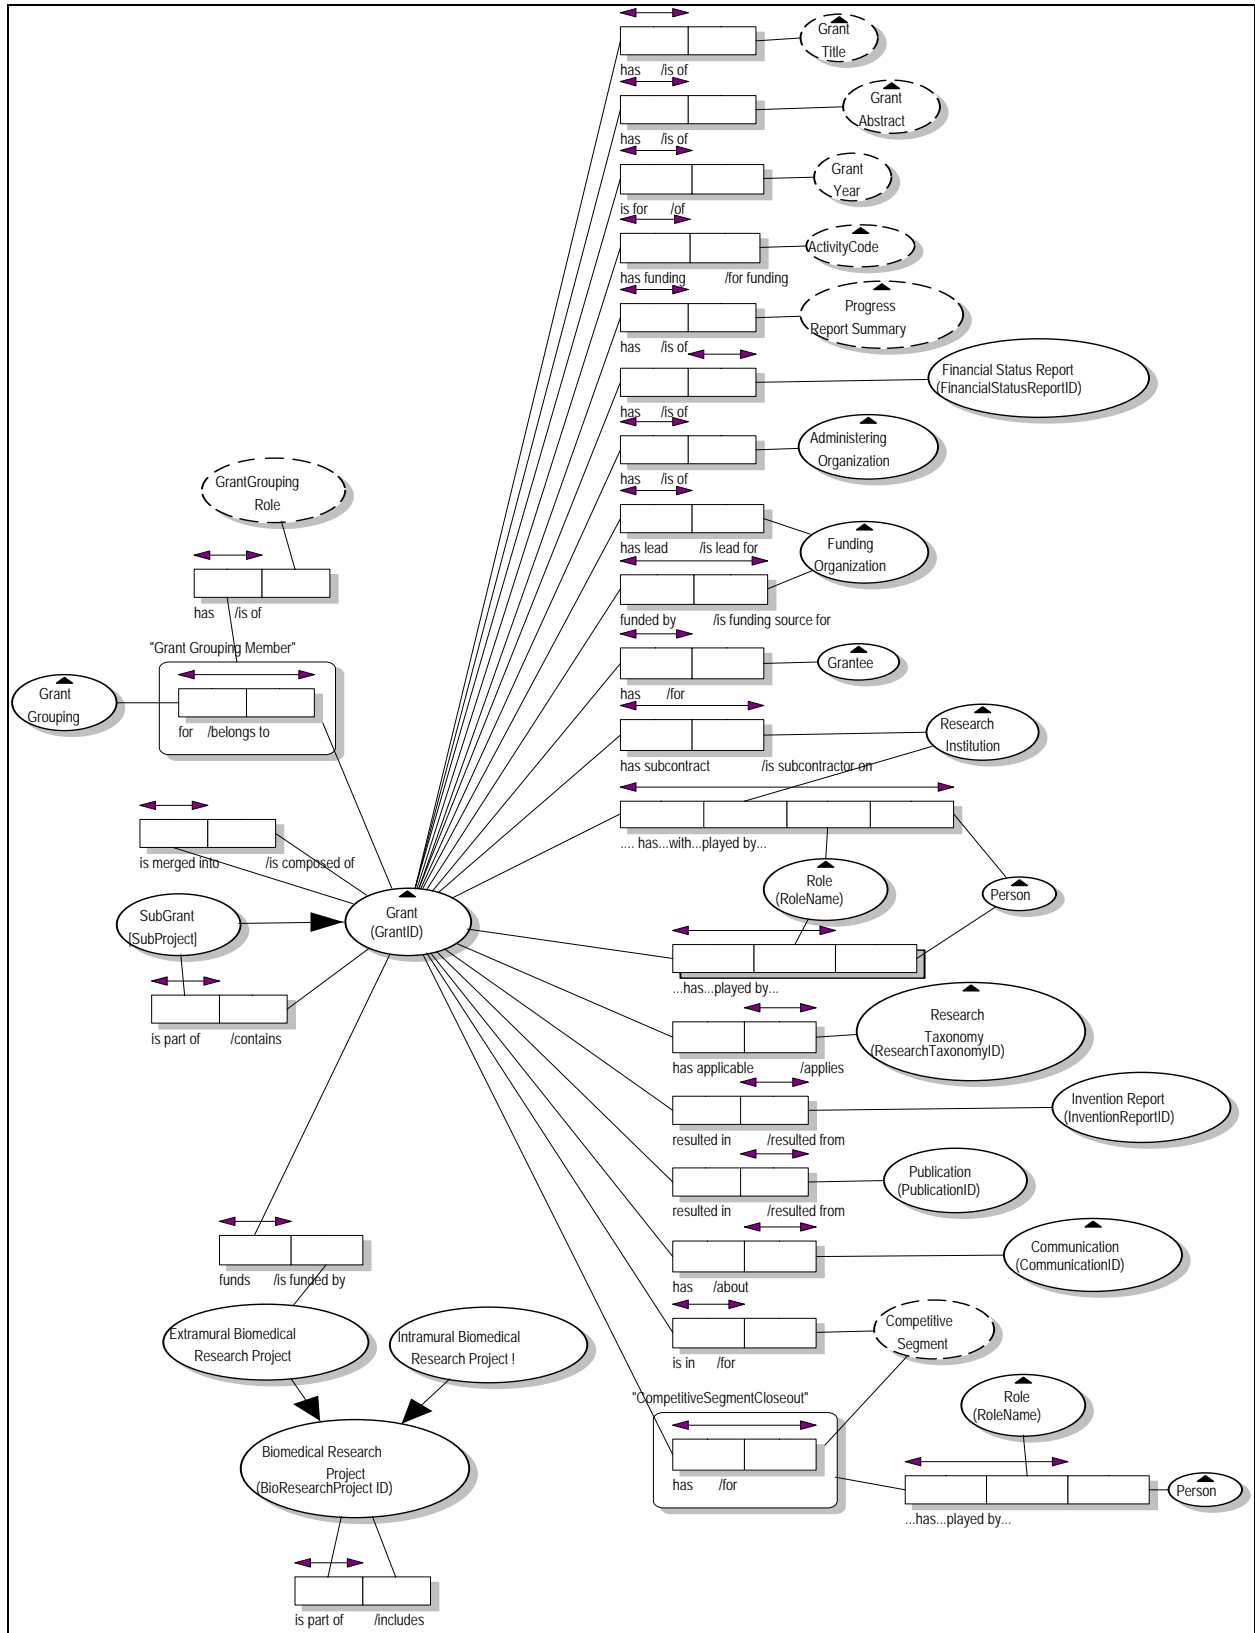 Grant
Title
has /is of
Grant
Abstract
has /is of
Grant
Year
is for /of
ActivityCode
has funding /for funding
Progress
Report Summary
has /is of
Financial Status Report
(FinancialStatusReportID)
has /is of
Administering
Organization
has /is of
has lead /is lead for
Funding
Organization
funded by /is funding source for
Grantee
has /for
Research
Institution
has subcontract /is subcontractor on
.... has...with...played by...
Role
(RoleName)
Person
...has...played by...
Research
Taxonomy
(ResearchTaxonomyID)
has applicable /applies
Invention Report
(InventionReportID)
resulted in /resulted from
Publication
(PublicationID)
resulted in /resulted from
Communication
(CommunicationID)
has /about
Competitive
Segment
is in /for
"CompetitiveSegmentCloseout"
has /for
Role
(RoleName)
Person
...has...played by...
GrantGrouping
Role
has /is of
"Grant Grouping Member"
Grant
Grouping
for /belongs to
is merged into /is composed of
SubGrant
[SubProject]
Grant
(GrantID)
is part of /contains
funds /is funded by
Extramural Biomedical
Research Project
Intramural Biomedical
Research Project !
Biomedical Research
Project
(BioResearchProject ID)
is part of /includes